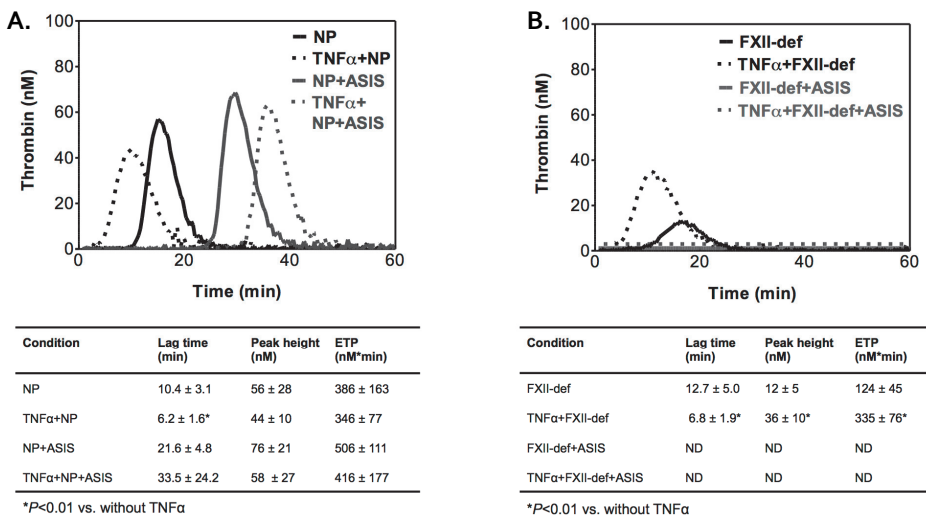 A.
100
80
60
40
20
0
Thrombin (nM)
0 20 40 60
Time (min)
NP
TNFα+NP
NP+ASIS
TNFα+
NP+ASIS
Condition Lag time (min) Peak height (nM) ETP (nM*min)
NP 10.4 ± 3.1 56 ± 28 386 ± 163
TNFα+NP 6.2 ± 1.6* 44 ± 10 346 ± 77
NP+ASIS 21.6 ± 4.8 76 ± 21 506 ± 111
TNFα+NP+ASIS 33.5 ± 24.2 58 ± 27 416 ± 177
*P<0.01 vs. without TNFα
B.
100
80
60
40
20
0
Thrombin (nM)
0 20 40 60
Time (min)
FXII-def
TNFα+FXII-def
FXII-def+ASIS
TNFα+FXII-def+ASIS
Condition Lag time (min) Peak height (nM) ETP (nM*min)
FXII-def 12.7 ± 5.0 12 ± 5 124 ± 45
TNFα+FXII-def 6.8 ± 1.9* 36 ± 10* 335 ± 76*
FXII-def+ASIS ND ND ND
TNFα+FXII-def+ASIS ND ND ND
*P<0.01 vs. without TNFα